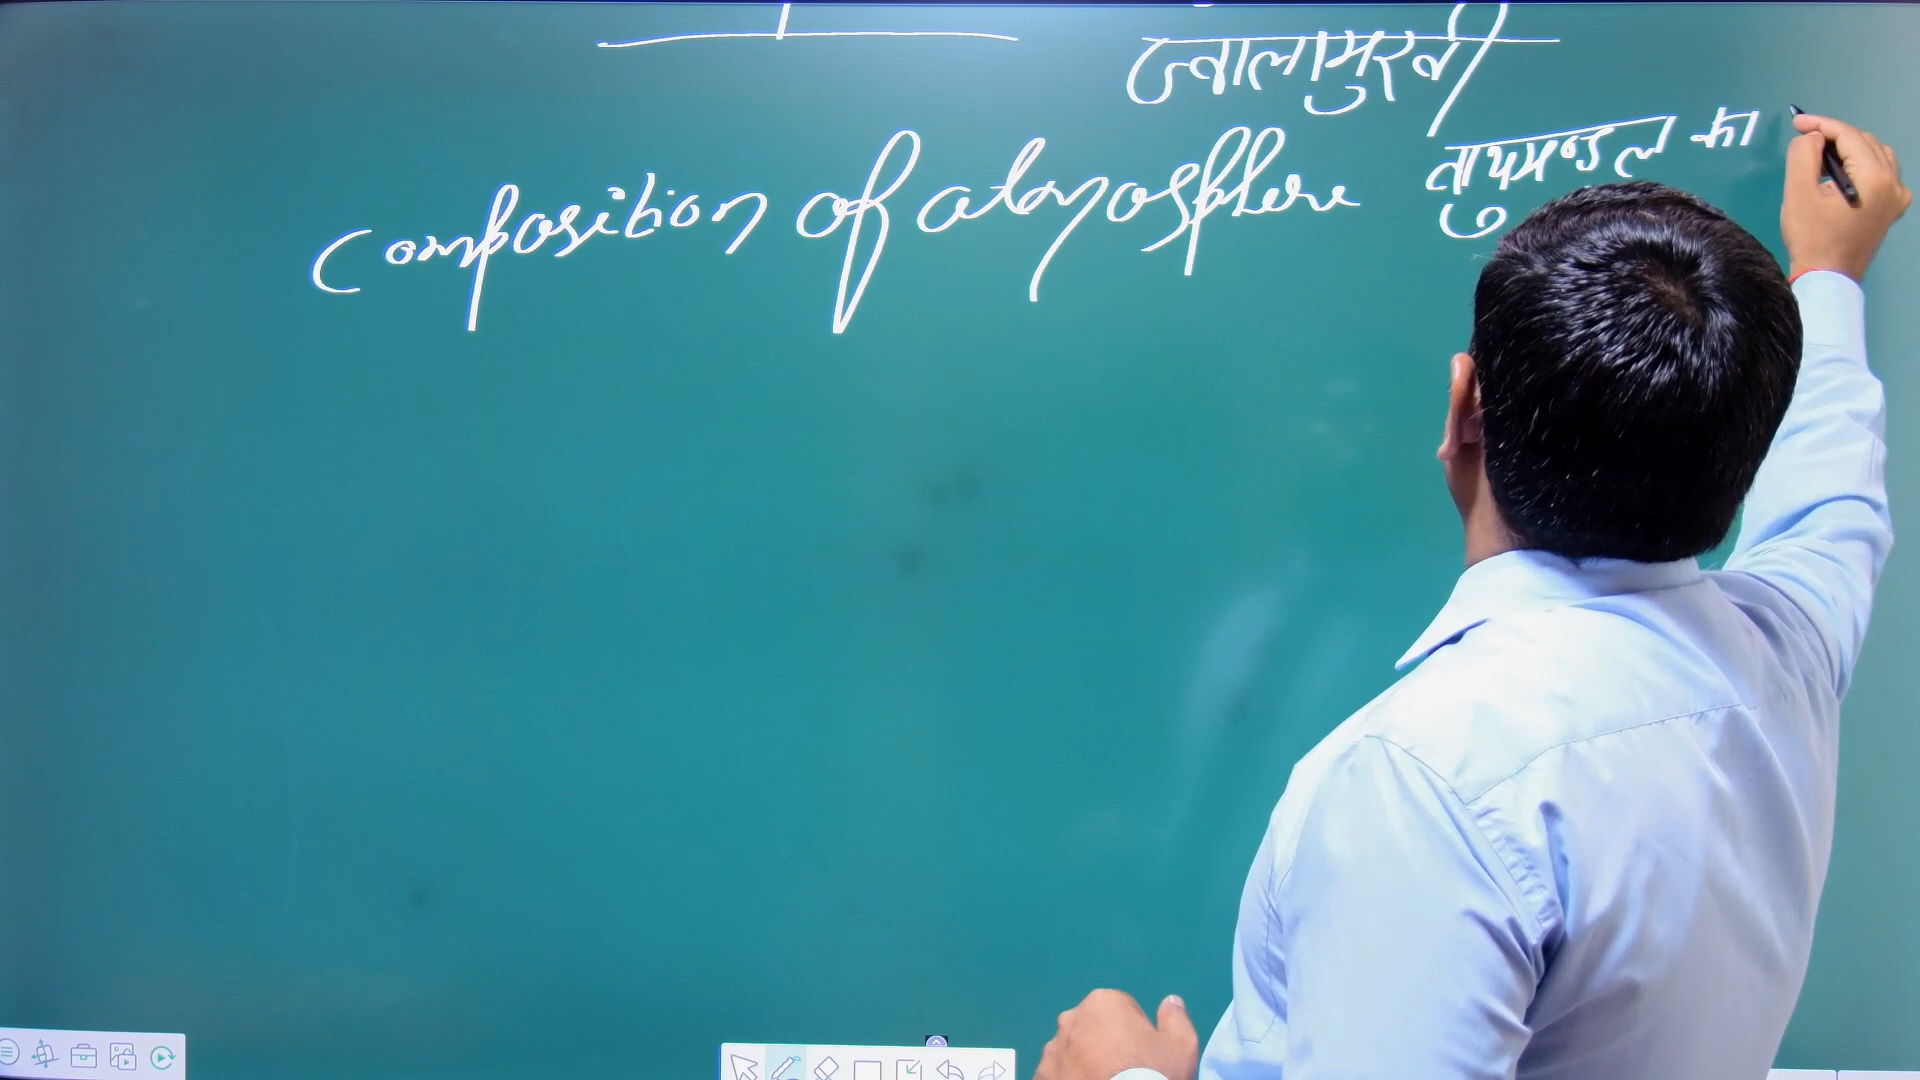 ज्वालामुखी
composition of atmosphere वायुमण्डल का